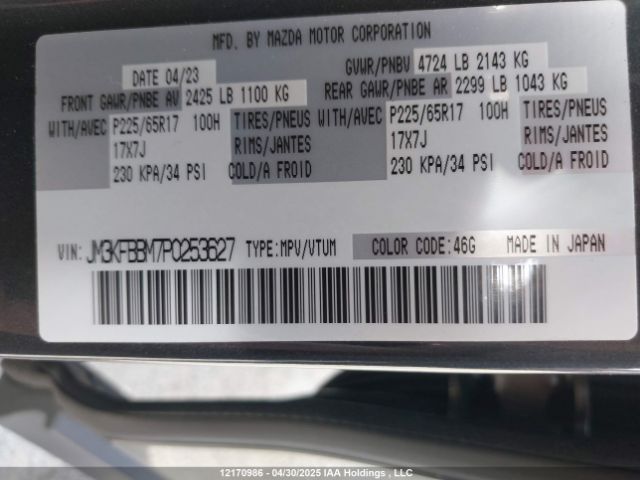 MFD. BY MAZDA MOTOR CORPORATION
DATE 04/23
GVWR/PNBV 4724 LB 2143 KG
FRONT GAWR/PNBE AV 2425 LB 1100 KG
REAR GAWR/PNBE AR 2299 LB 1043 KG
WITH/AVEC P225/65R17 100H TIRES/PNEUS
17X7J RIMS/JANTES
230 KPA/34 PSI COLD/A FROID
WITH/AVEC P225/65R17 100H TIRES/PNEUS
17X7J RIMS/JANTES
230 KPA/34 PSI COLD/A FROID
VIN: JM3KFBBM7P0253627 TYPE:MPV/VTUM COLOR CODE:46G MADE IN JAPAN
12170986 - 04/30/2025 IAA Holdings , LLC